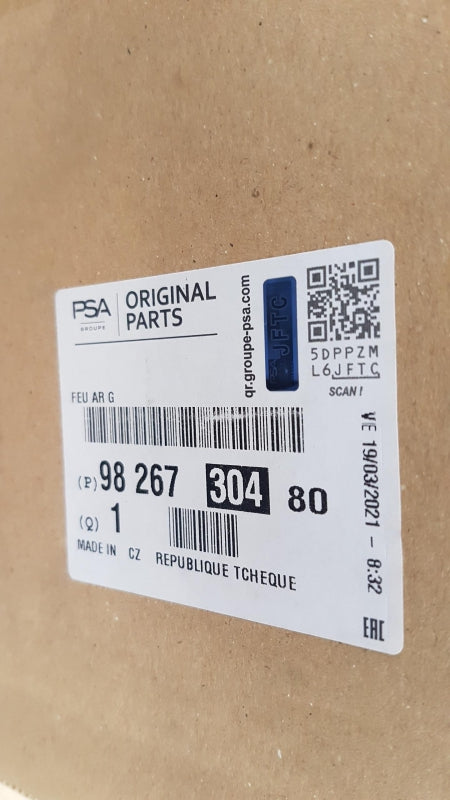 PSA
GROUPE
ORIGINAL
PARTS
qr.groupe-psa.com
JFTC
5DPPZM
L6JFTC
SCAN !
FEU AR G
(P) 98 267 304 80
(Q) 1
MADE IN CZ REPUBLIQUE TCHEQUE
VE 19/03/2021 - 8:32
EAC